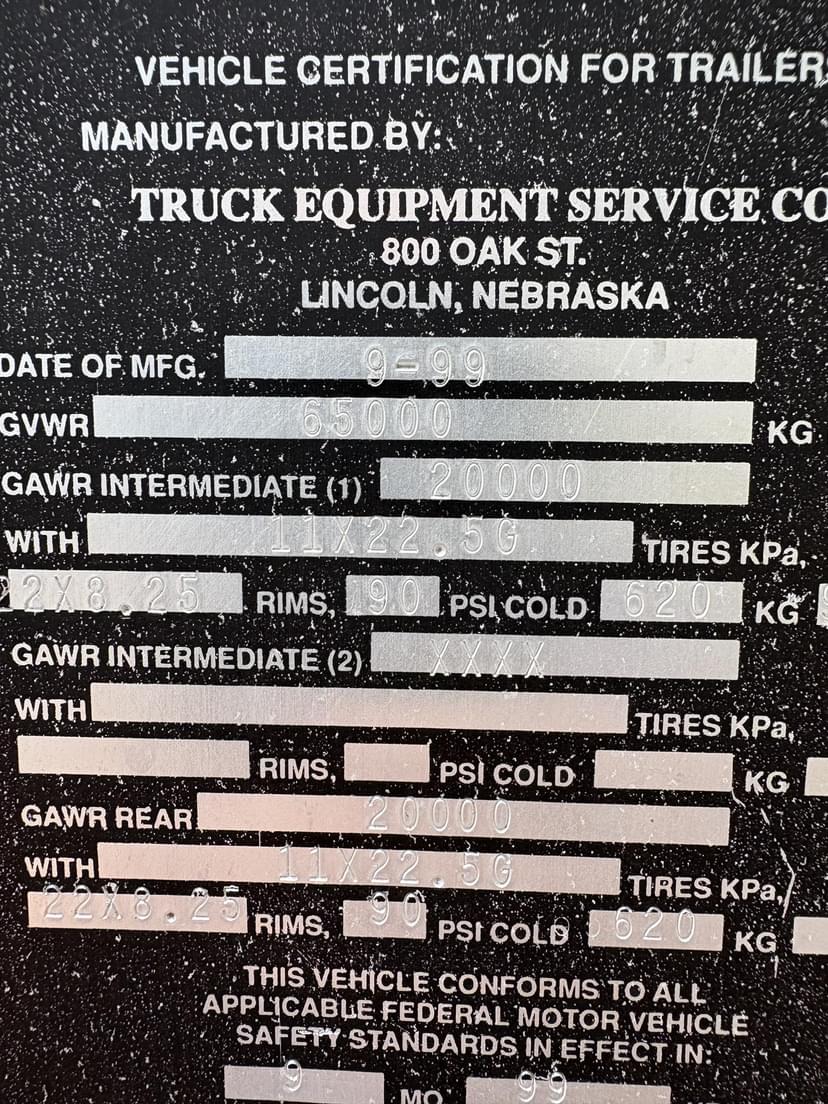 VEHICLE CERTIFICATION FOR TRAILERS
MANUFACTURED BY:
TRUCK EQUIPMENT SERVICE CO
800 OAK ST.
LINCOLN, NEBRASKA
DATE OF MFG. 9-99
GVWR 65000 KG
GAWR INTERMEDIATE (1) 20000
WITH 11X22.5G TIRES KPa,
2X8.25 RIMS, 90 PSI COLD 620 KG
GAWR INTERMEDIATE (2) XXXX
WITH TIRES KPa,
RIMS, PSI COLD KG
GAWR REAR 20000
WITH 11X22.5G TIRES KPa,
22X8.25 RIMS, 90 PSI COLD 620 KG
THIS VEHICLE CONFORMS TO ALL
APPLICABLE FEDERAL MOTOR VEHICLE
SAFETY STANDARDS IN EFFECT IN:
9 MO 99